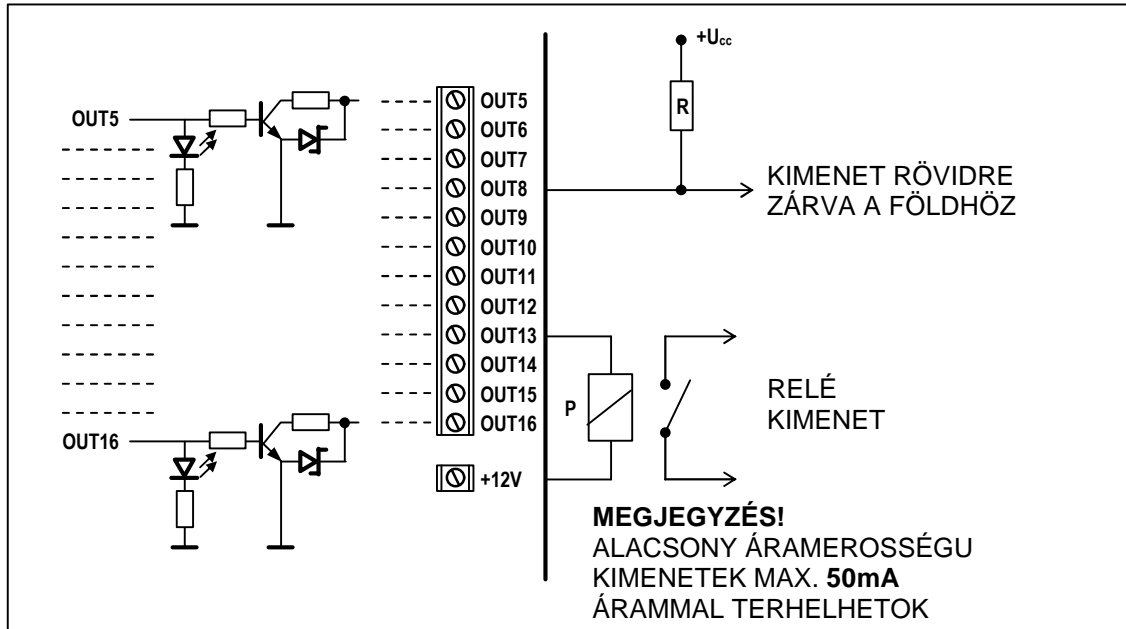 +Ucc
OUT5
OUT5
OUT6
OUT7
OUT8
OUT9
OUT10
OUT11
OUT12
OUT13
OUT14
OUT15
OUT16
+12V
OUT16
R
KIMENET RÖVIDRE
ZÁRVA A FÖLDHÖZ
P
RELÉ
KIMENET
MEGJEGYZÉS!
ALACSONY ÁRAMEROSSÉGU
KIMENETEK MAX. 50mA
ÁRAMMAL TERHELHETOK